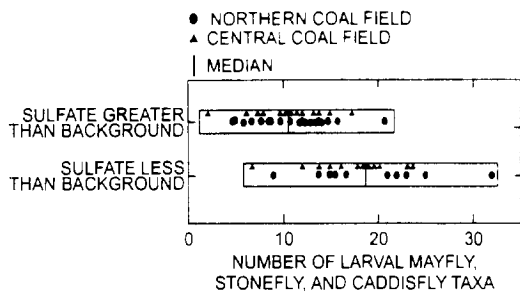 NORTHERN COAL FIELD
CENTRAL COAL FIELD
MEDIAN
SULFATE GREATER
THAN BACKGROUND
SULFATE LESS
THAN BACKGROUND
0 10 20 30
NUMBER OF LARVAL MAYFLY,
STONEFLY, AND CADDISFLY TAXA